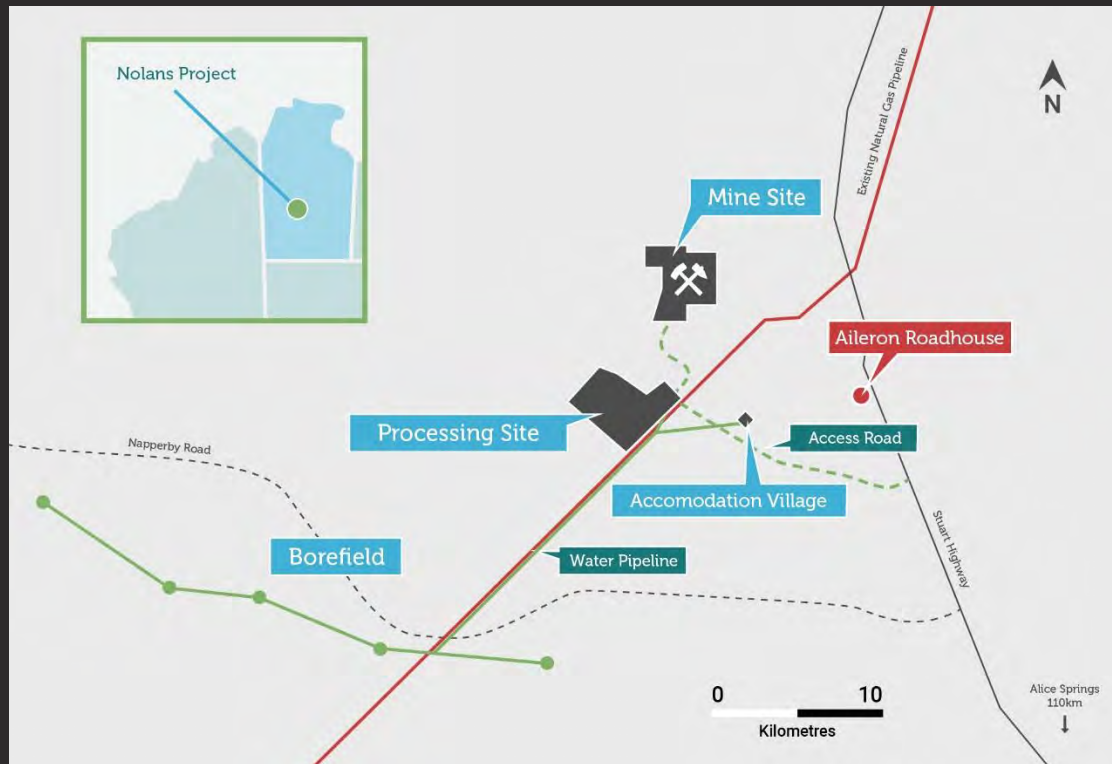 Nolans Project
N
Existing Natural Gas Pipeline
Mine Site
Aileron Roadhouse
Processing Site
Access Road
Napperby Road
Accomodation Village
Stuart Highway
Borefield
Water Pipeline
0 10
Kilometres
Alice Springs
110km